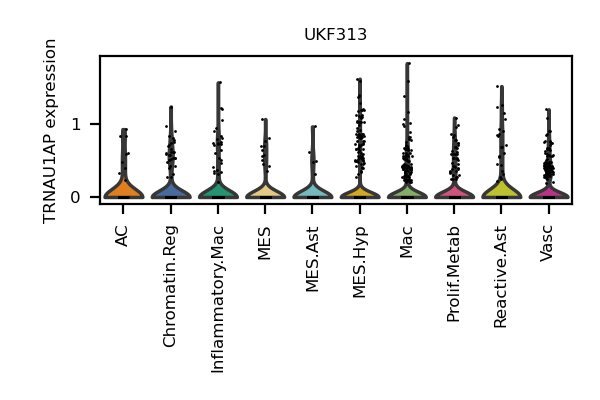 UKF313
TRNAU1AP expression
1
0
AC
Chromatin.Reg
Inflammatory.Mac
MES
MES.Ast
MES.Hyp
Mac
Prolif.Metab
Reactive.Ast
Vasc